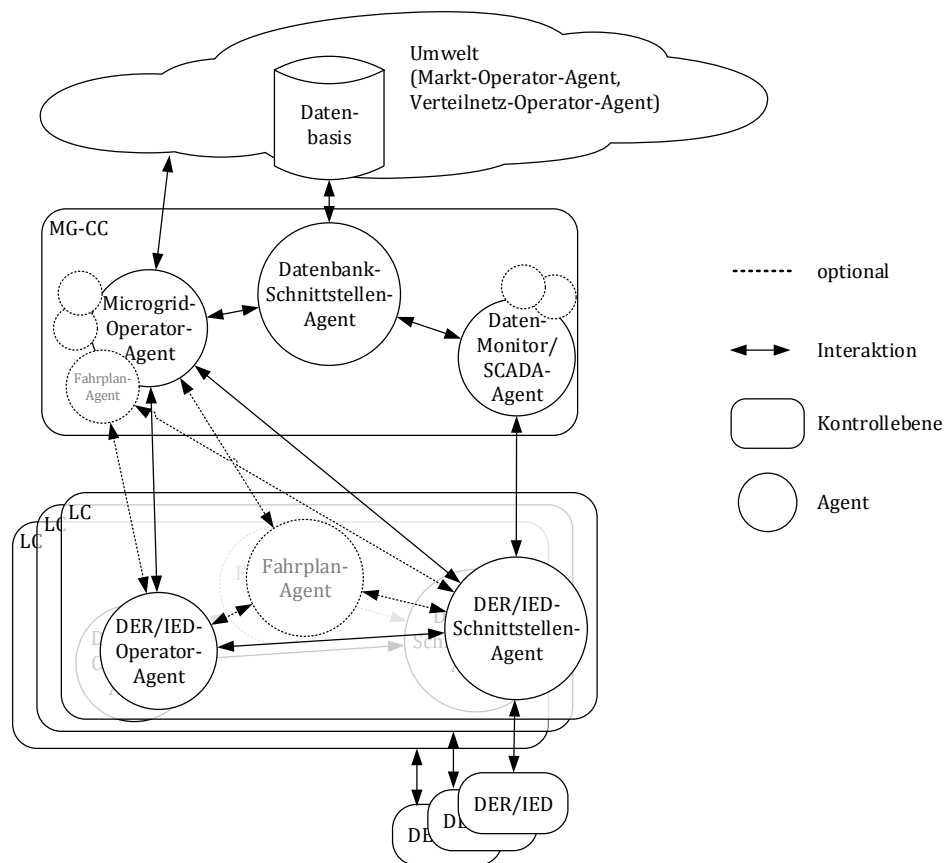 Umwelt
(Markt-Operator-Agent,
Verteilnetz-Operator-Agent)
Daten-
basis
MG-CC
Datenbank-
Schnittstellen-
Agent
Microgrid-
Operator-
Agent
Daten-
Monitor/
SCADA-
Agent
Fahrplan-
Agent
optional
Interaktion
Kontrollebene
Agent
LC
LC
LC
Fahrplan-
Agent
DER/IED-
Operator-
Agent
DER/IED-
Schnittstellen-
Agent
DER/IED